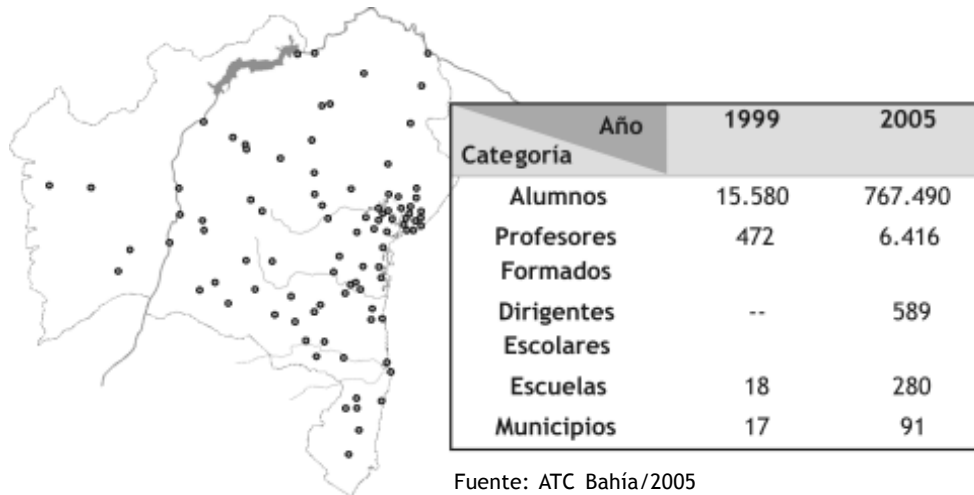 Año 1999 2005
Categoría
Alumnos 15.580 767.490
Profesores 472 6.416
Formados
Dirigentes -- 589
Escolares
Escuelas 18 280
Municipios 17 91
Fuente: ATC Bahía/2005